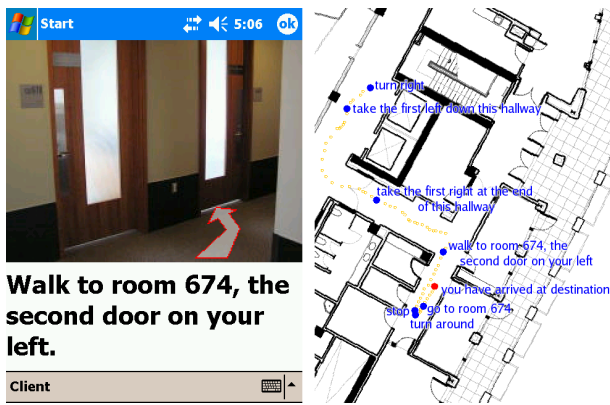 Start
5:06
ok
Walk to room 674, the
second door on your
left.
Client
turn right
take the first left down this hallway
take the first right at the end
of this hallway
walk to room 674, the
second door on your left
you have arrived at destination
stop
go to room 674,
turn around